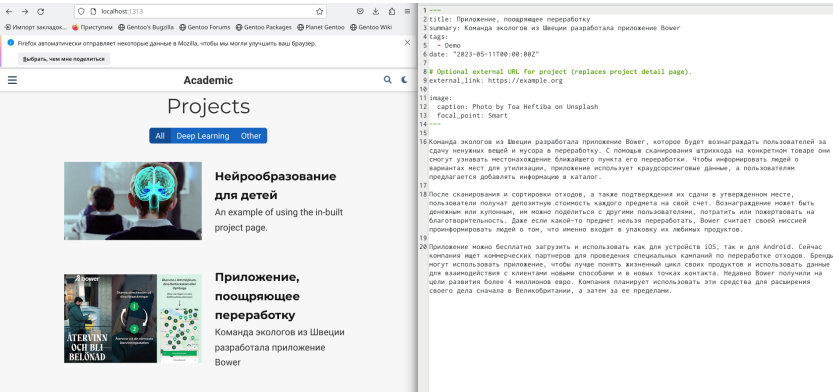 localhost:1313
Импорт закладок...
Приступим
Gentoo's Bugzilla
Gentoo Forums
Gentoo Packages
Planet Gentoo
Gentoo Wiki
Firefox автоматически отправляет некоторые данные в Mozilla, чтобы мы могли улучшить ваш браузер.
Выбрать, чем мне поделиться
Academic
Projects
All
Deep Learning
Other
Нейрообразование
для детей
An example of using the in-built
project page.
Bower
ÅTERVINN
OCH BLI
BELÖNAD
Приложение,
поощряющее
переработку
Команда экологов из Швеции
разработала приложение
Bower
1 ---
2 title: Приложение, поощряющее переработку
3 summary: Команда экологов из Швеции разработала приложение Bower
4 tags:
5   - Demo
6 date: "2023-05-11T00:00:00Z"
7
8 # Optional external URL for project (replaces project detail page).
9 external_link: https://example.org
10
11 image:
12   caption: Photo by Toa Heftiba on Unsplash
13   focal_point: Smart
14 ---
15
16 Команда экологов из Швеции разработала приложение Bower, которое будет вознаграждать пользователей за
сдачу ненужных вещей и мусора в переработку. С помощью сканирования штрихкода на конкретном товаре они
смогут узнавать местонахождение ближайшего пункта его переработки. Чтобы информировать людей о
вариантах мест для утилизации, приложение использует краудсорсинговые данные, а пользователям
предлагается добавлять информацию в каталог.
17
18 После сканирования и сортировки отходов, а также подтверждения их сдачи в утвержденном месте,
пользователи получат депозитную стоимость каждого предмета на свой счет. Вознаграждение может быть
денежным или купонным, им можно поделиться с другими пользователями, потратить или пожертвовать на
благотворительность. Даже если какой-то предмет нельзя переработать, Bower считает своей миссией
проинформировать людей о том, что именно входит в упаковку их любимых продуктов.
19
20 Приложение можно бесплатно загрузить и использовать как для устройств iOS, так и для Android. Сейчас
компания ищет коммерческих партнеров для проведения специальных кампаний по переработке отходов. Бренды
могут использовать приложение, чтобы лучше понять жизненный цикл своих продуктов и использовать данные
для взаимодействия с клиентами новыми способами и в новых точках контакта. Недавно Bower получили на
цели развития более 4 миллионов евро. Компания планирует использовать эти средства для расширения
своего дела сначала в Великобритании, а затем за ее пределами.